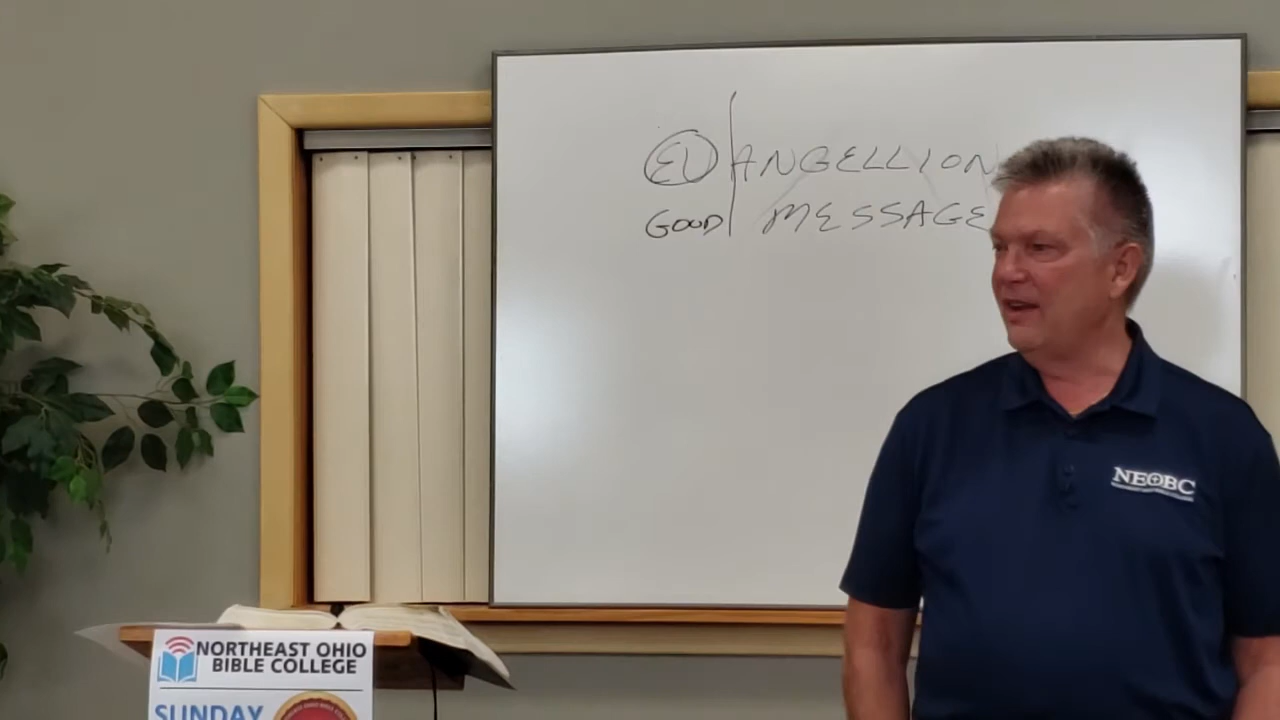 EU ANGELLION
GOOD MESSAGE
NEOBC
NORTHEAST OHIO
BIBLE COLLEGE
SUNDAY